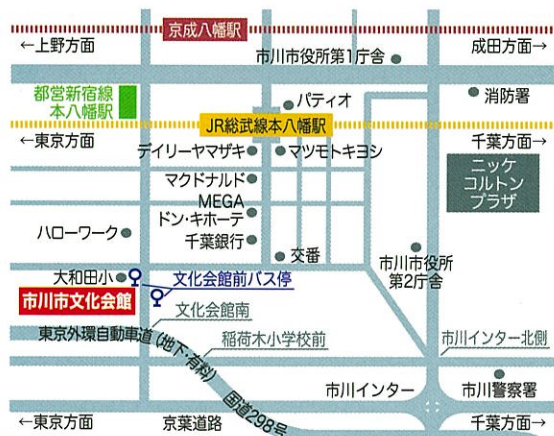 京成八幡駅
←上野方面
成田方面→
市川市役所第1庁舎
都営新宿線
本八幡駅
パティオ
消防署
JR総武線本八幡駅
←東京方面
千葉方面→
デイリーヤマザキ
マツモトキヨシ
マクドナルド
MEGA
ドン・キホーテ
千葉銀行
ニッケ
コルトン
プラザ
ハローワーク
交番
市川市役所
第2庁舎
大和田小
文化会館前バス停
市川市文化会館
文化会館南
東京外環自動車道(地下・有料)
稲荷木小学校前
市川インター北側
国道298号
市川インター
市川警察署
←東京方面
京葉道路
千葉方面→